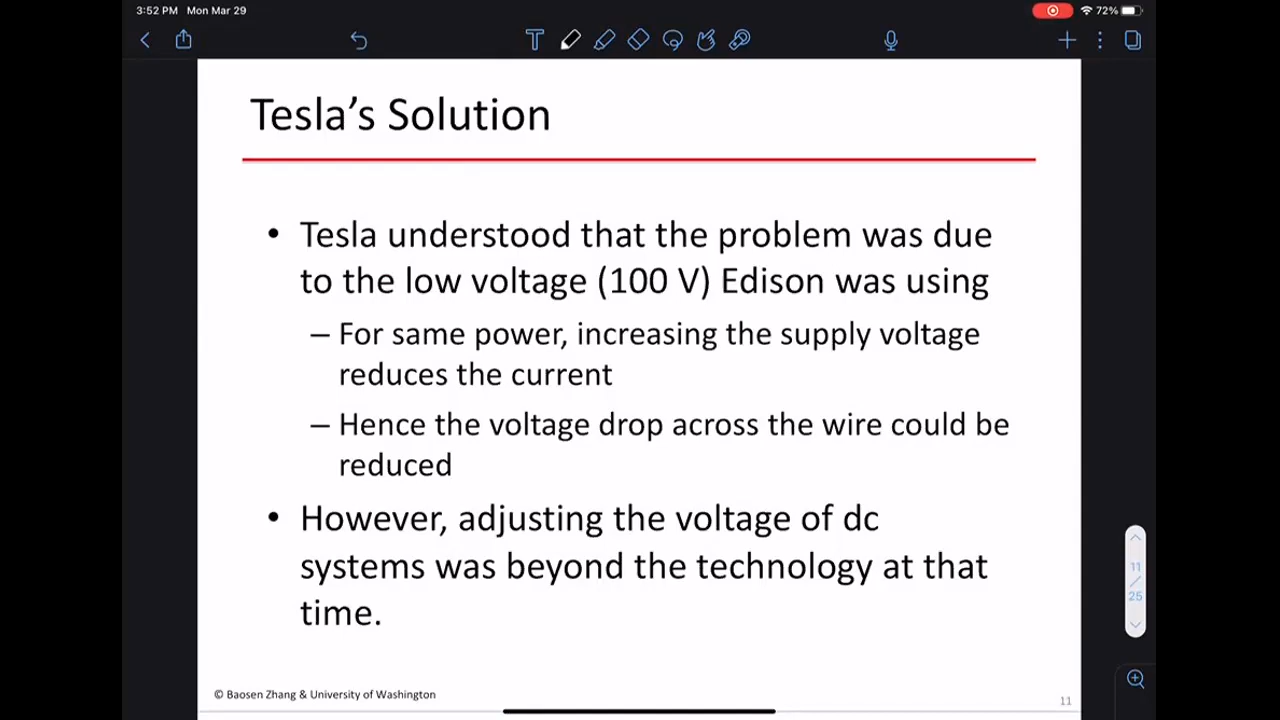 3:52 PM Mon Mar 29
72%
Tesla's Solution
• Tesla understood that the problem was due
to the low voltage (100 V) Edison was using
– For same power, increasing the supply voltage
reduces the current
– Hence the voltage drop across the wire could be
reduced
• However, adjusting the voltage of dc
systems was beyond the technology at that
time.
11
/
25
© Baosen Zhang & University of Washington
11